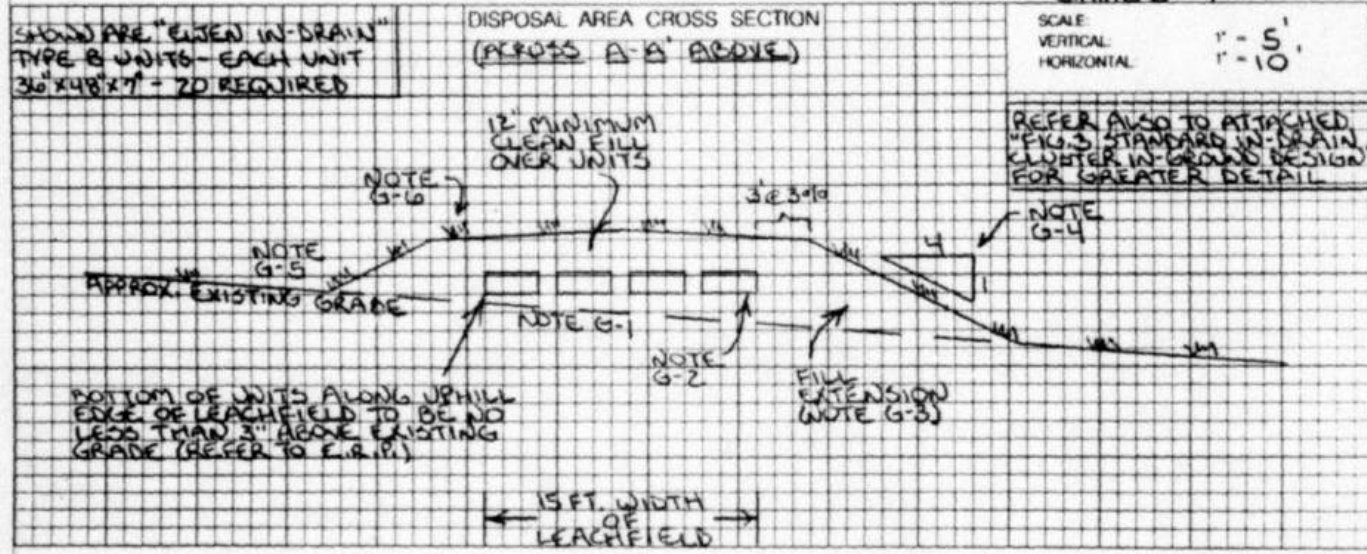 SHOWN ARE "ELJEN IN-DRAIN"
TYPE B UNITS - EACH UNIT
36"X48"X7" - 20 REQUIRED
DISPOSAL AREA CROSS SECTION
(ACROSS A-A' ABOVE)
SCALE:
VERTICAL: 1" = 5'
HORIZONTAL: 1" = 10'
REFER ALSO TO ATTACHED
"FIG.3 STANDARD IN-DRAIN
CLUSTER IN-GROUND DESIGN
FOR GREATER DETAIL
12" MINIMUM
CLEAN FILL
OVER UNITS
NOTE
G-6
3' @ 3%
NOTE
G-4
4
1
NOTE
G-5
APPROX. EXISTING GRADE
NOTE G-1
NOTE
G-2
FILL
EXTENSION
(NOTE G-3)
BOTTOM OF UNITS ALONG UPHILL
EDGE OF LEACHFIELD TO BE NO
LESS THAN 3" ABOVE EXISTING
GRADE (REFER TO E.R.P.)
15 FT. WIDTH
OF
LEACHFIELD